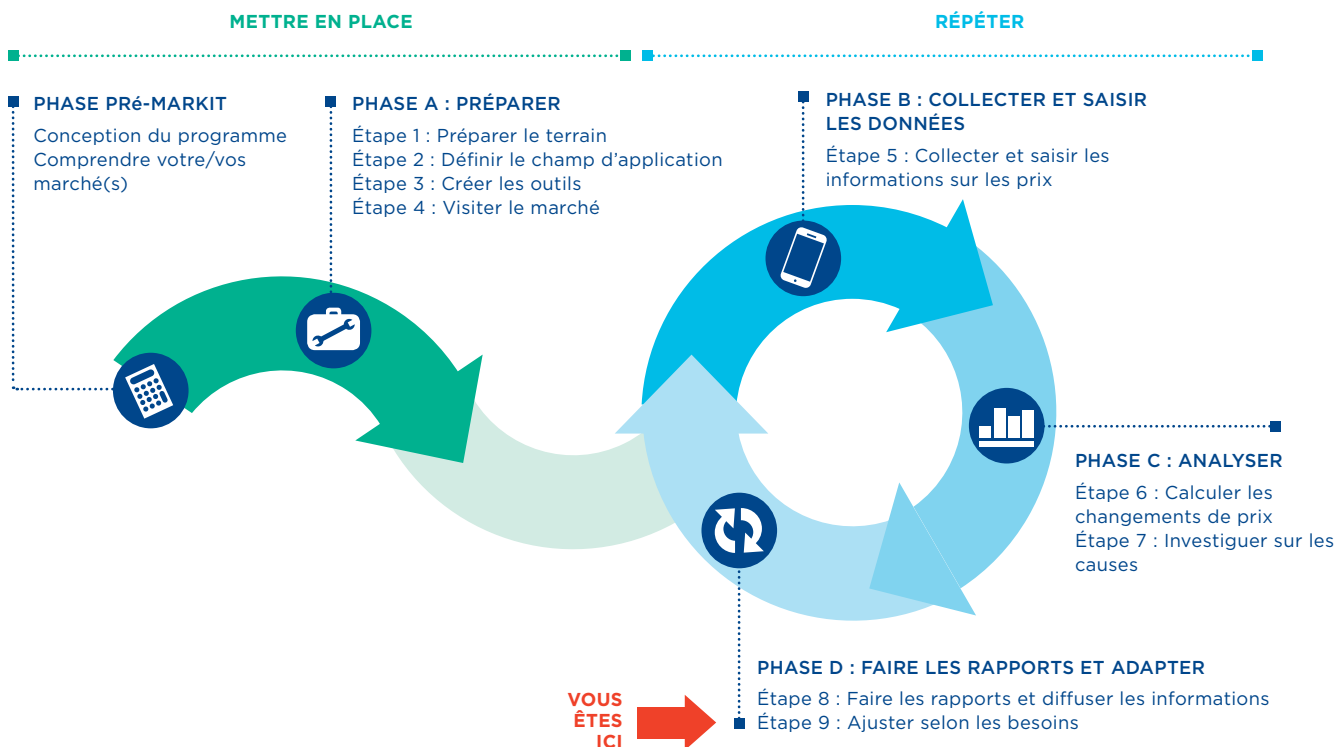 METTRE EN PLACE
RÉPÉTER
PHASE PRé-MARKIT
Conception du programme
Comprendre votre/vos
marché(s)
PHASE A : PRÉPARER
Étape 1 : Préparer le terrain
Étape 2 : Définir le champ d’application
Étape 3 : Créer les outils
Étape 4 : Visiter le marché
PHASE B : COLLECTER ET SAISIR
LES DONNÉES
Étape 5 : Collecter et saisir les
informations sur les prix
PHASE C : ANALYSER
Étape 6 : Calculer les
changements de prix
Étape 7 : Investiguer sur les
causes
PHASE D : FAIRE LES RAPPORTS ET ADAPTER
Étape 8 : Faire les rapports et diffuser les informations
Étape 9 : Ajuster selon les besoins
VOUS
ÊTES
ICI